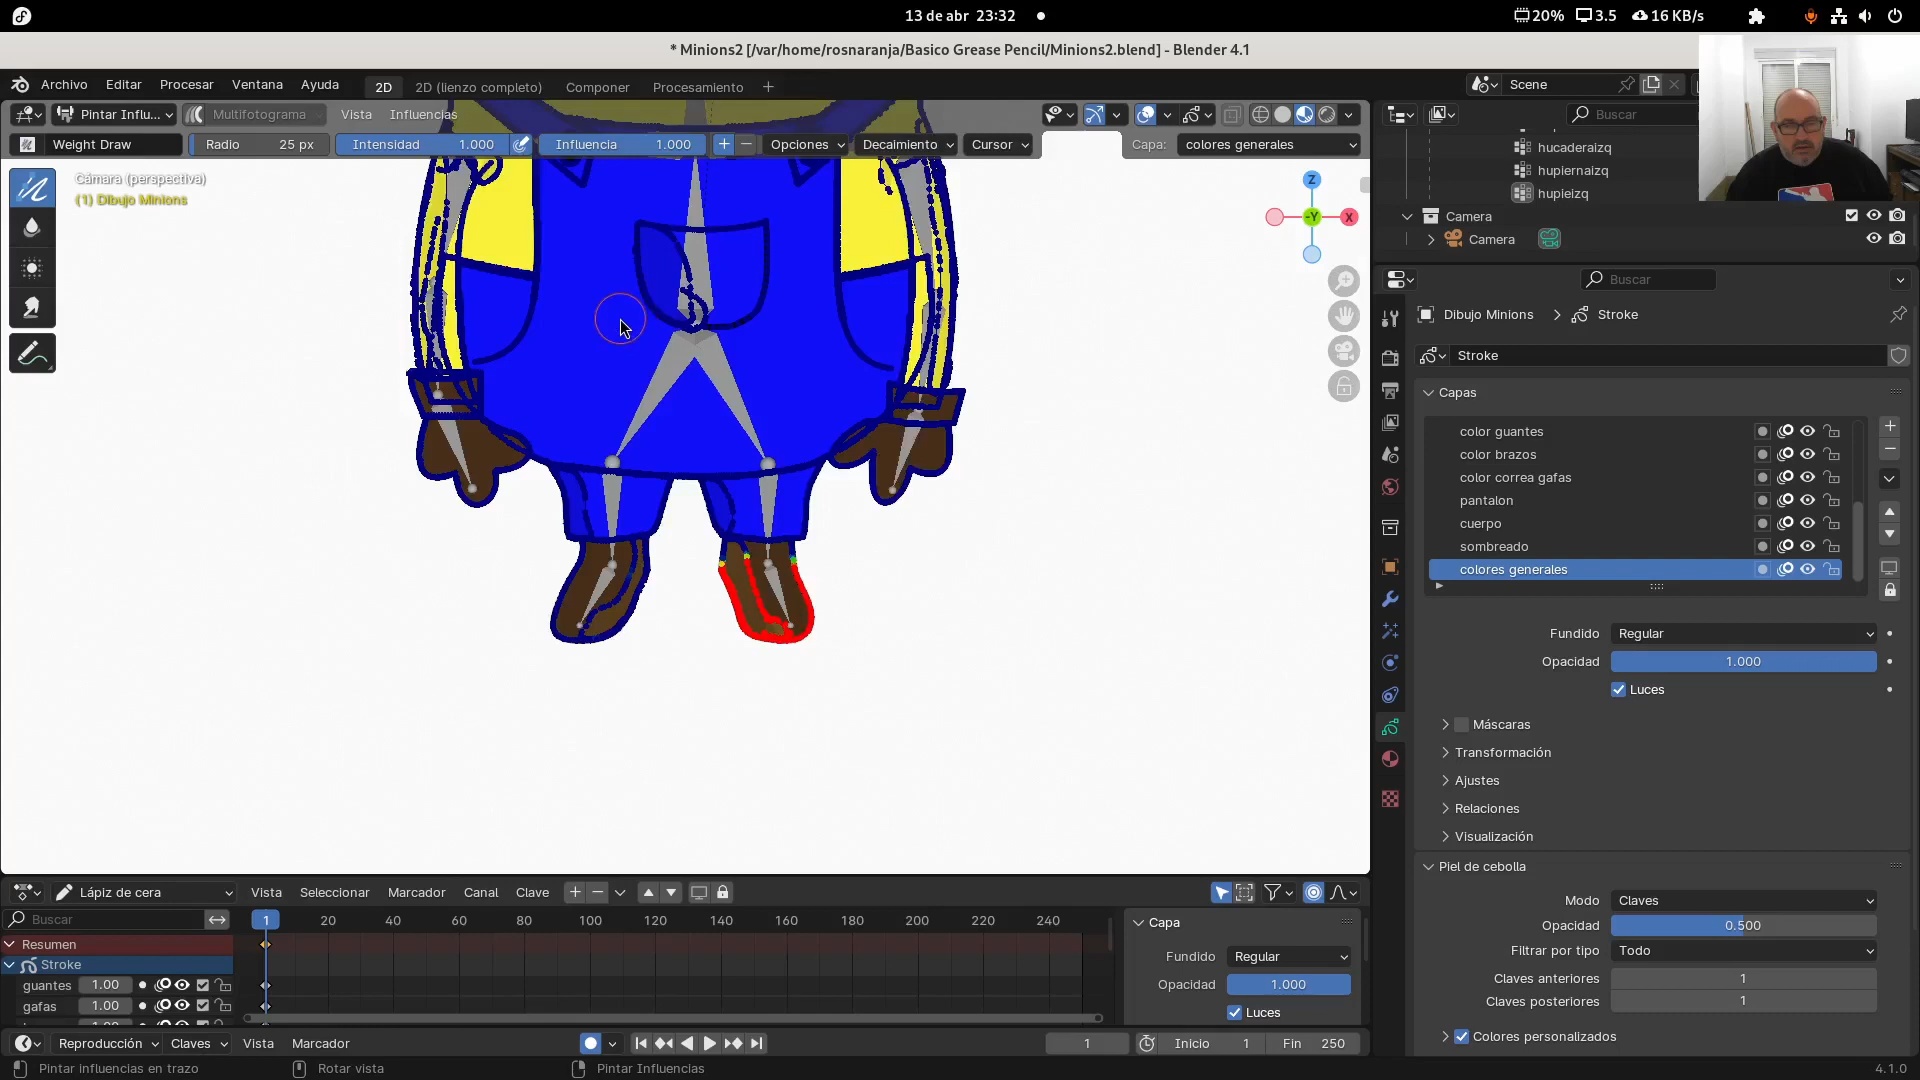 13 de abr 23:32
20%
3.5
16 KB/s
* Minions2 [/var/home/rosnaranja/Basico Grease Pencil/Minions2.blend] - Blender 4.1
Archivo Editar Procesar Ventana Ayuda
2D
2D (lienzo completo)
Componer
Procesamiento
Scene
Pintar Influ...
Multifotograma
Vista Influencias
Buscar
Weight Draw
Radio 25 px
Intensidad 1.000
Influencia 1.000
Opciones
Decaimiento
Cursor
Capa:
colores generales
Cámara (perspectiva)
(1) Dibujo Minions
Z
-Y
X
hucaderaizq
hupiernaizq
hupieizq
Camera
Camera
Buscar
Dibujo Minions
Stroke
Stroke
Capas
color guantes
color brazos
color correa gafas
pantalon
cuerpo
sombreado
colores generales
Fundido Regular
Opacidad 1.000
Luces
Máscaras
Transformación
Ajustes
Relaciones
Visualización
Piel de cebolla
Modo Claves
Opacidad 0.500
Filtrar por tipo Todo
Claves anteriores 1
Claves posteriores 1
Colores personalizados
Lápiz de cera
Vista Seleccionar Marcador Canal Clave
Buscar
1 20 40 60 80 100 120 140 160 180 200 220 240
Resumen
Stroke
guantes 1.00
gafas 1.00
Capa
Fundido Regular
Opacidad 1.000
Luces
Reproducción Claves Vista Marcador
1
Inicio 1
Fin 250
Pintar influencias en trazo
Rotar vista
Pintar Influencias
4.1.0